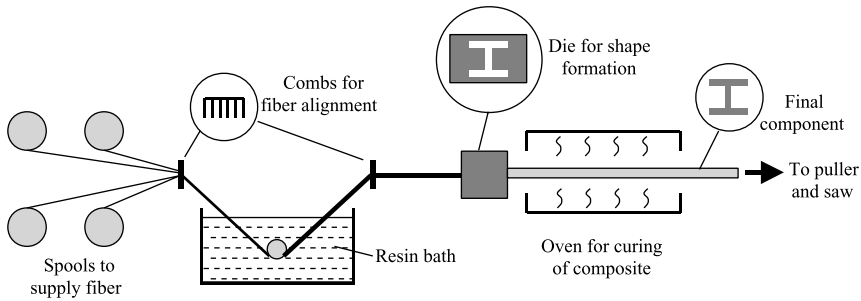 Spools to
supply fiber
Combs for
fiber alignment
Resin bath
Die for shape
formation
Oven for curing
of composite
Final
component
To puller
and saw